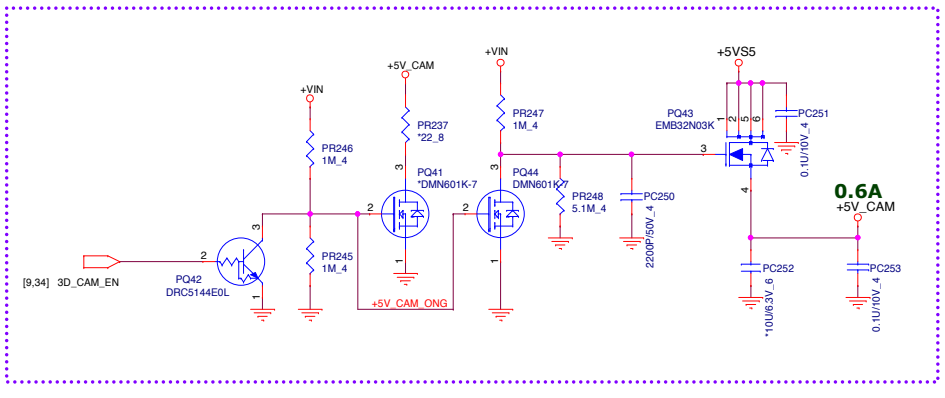 +5VS5
+VIN
+5V_CAM
+VIN
PR247
1M_4
PR237
*22_8
PR246
1M_4
PQ43
EMB32N03K
1
2
5
6
3
4
PC251
0.1U/10V_4
PQ41
*DMN601K-7
3
2
1
PQ44
DMN601K-7
3
2
1
PR248
5.1M_4
PC250
2200P/50V_4
0.6A
+5V_CAM
PR245
1M_4
3
2
1
PQ42
DRC5144E0L
[9,34] 3D_CAM_EN
+5V_CAM_ONG
PC252
*10U/6.3V_6
PC253
0.1U/10V_4